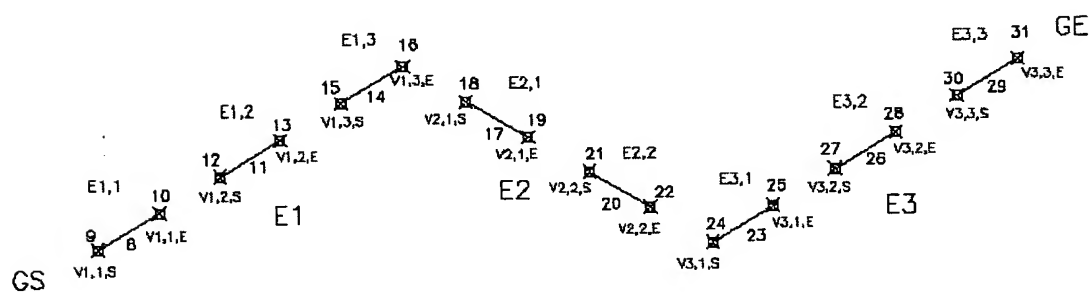 GS
9
V1,1,S
8
E1,1
10
V1,1,E
12
V1,2,S
11
E1,2
13
V1,2,E
E1
15
V1,3,S
14
E1,3
16
V1,3,E
18
V2,1,S
17
E2,1
19
V2,1,E
E2
21
V2,2,S
20
E2,2
22
V2,2,E
24
V3,1,S
23
E3,1
25
V3,1,E
27
V3,2,S
26
E3,2
28
V3,2,E
E3
30
V3,3,S
29
E3,3
31
V3,3,E
GE